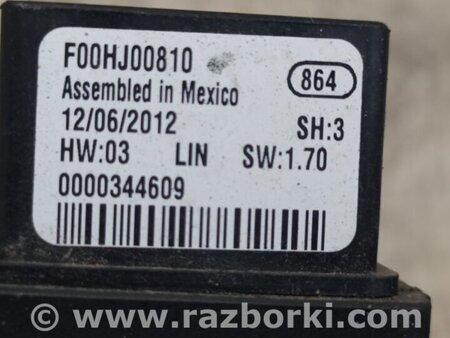 F00HJ00810
864
Assembled in Mexico
12/06/2012 SH:3
HW:03 LIN SW:1.70
0000344609
© www.razborki.com